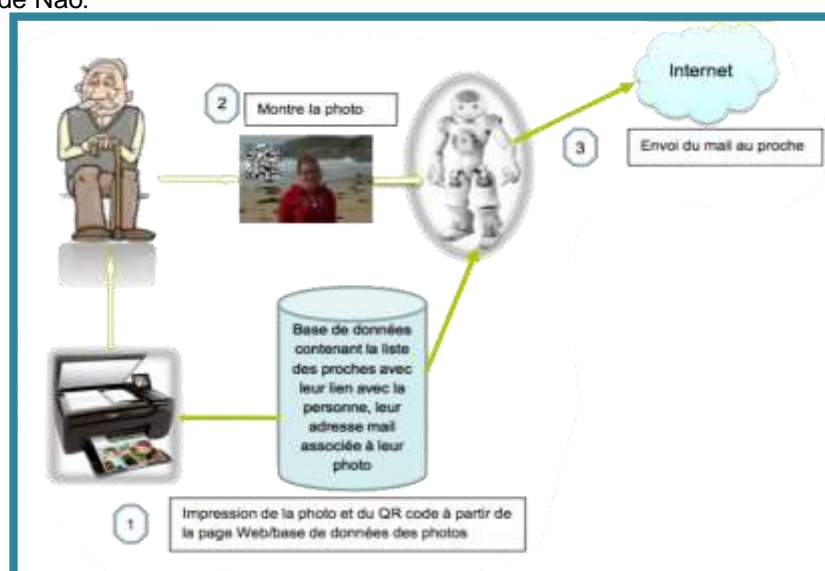 de Nao.
Internet
2
Montre la photo
3
Envoi du mail au proche
Base de données
contenant la liste
des proches avec
leur lien avec la
personne, leur
adresse mail
associée à leur
photo
1
Impression de la photo et du QR code à partir de
la page Web/base de données des photos